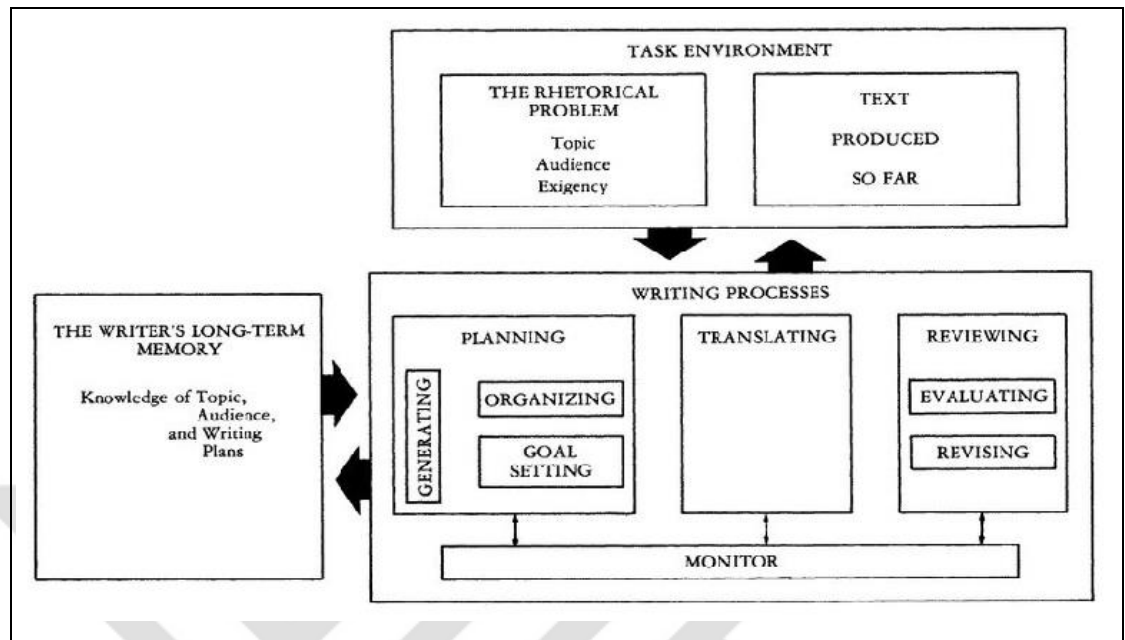 TASK ENVIRONMENT
THE RHETORICAL
PROBLEM
Topic
Audience
Exigency
TEXT
PRODUCED
SO FAR
WRITING PROCESSES
THE WRITER'S LONG-TERM
MEMORY
Knowledge of Topic,
Audience,
and Writing
Plans
PLANNING
GENERATING
ORGANIZING
GOAL
SETTING
TRANSLATING
REVIEWING
EVALUATING
REVISING
MONITOR